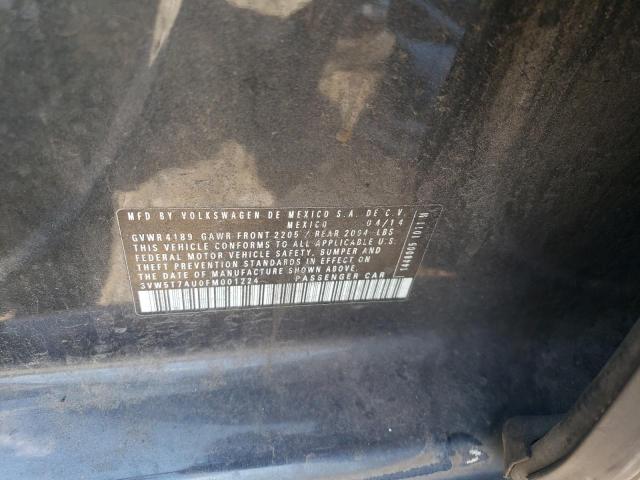 MFD BY VOLKSWAGEN DE MEXICO S.A. DE C.V.
MEXICO 04/14
GVWR 4189 GAWR FRONT 2205 / REAR 2094 LBS
THIS VEHICLE CONFORMS TO ALL APPLICABLE U.S.
FEDERAL MOTOR VEHICLE SAFETY, BUMPER AND
THEFT PREVENTION STANDARDS IN EFFECT ON
THE DATE OF MANUFACTURE SHOWN ABOVE.
3VW5T7AU0FM001224 PASSENGER CAR